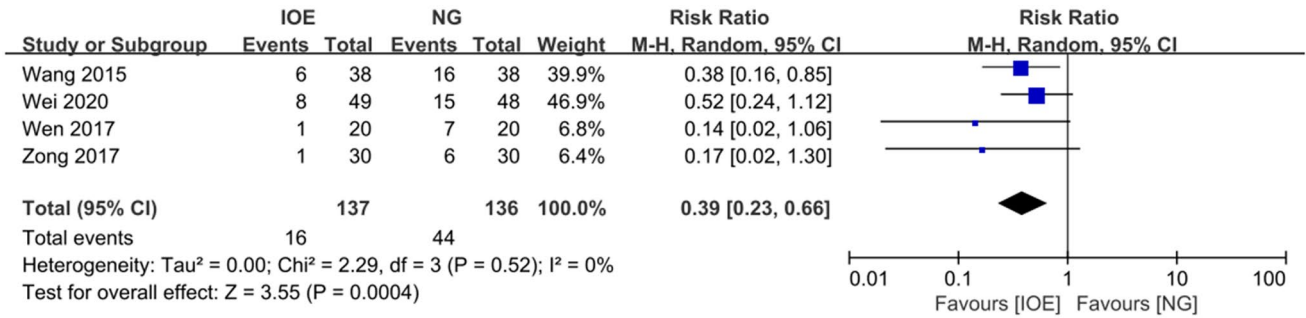 IOE NG Risk Ratio Risk Ratio
Study or Subgroup Events Total Events Total Weight M-H, Random, 95% CI M-H, Random, 95% CI
Wang 2015 6 38 16 38 39.9% 0.38 [0.16, 0.85]
Wei 2020 8 49 15 48 46.9% 0.52 [0.24, 1.12]
Wen 2017 1 20 7 20 6.8% 0.14 [0.02, 1.06]
Zong 2017 1 30 6 30 6.4% 0.17 [0.02, 1.30]
Total (95% CI) 137 136 100.0% 0.39 [0.23, 0.66]
Total events 16 44
Heterogeneity: Tau² = 0.00; Chi² = 2.29, df = 3 (P = 0.52); I² = 0%
Test for overall effect: Z = 3.55 (P = 0.0004)
0.01 0.1 1 10 100
Favours [IOE] Favours [NG]